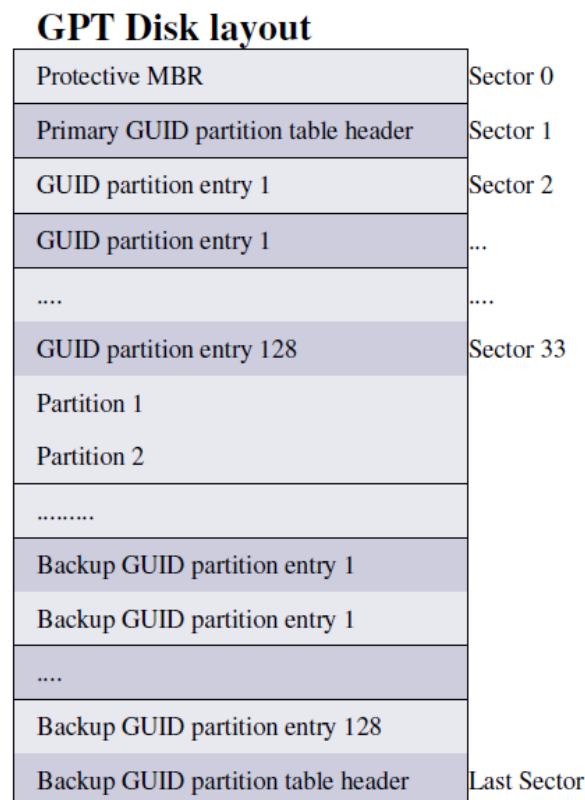 GPT Disk layout
Protective MBR Sector 0
Primary GUID partition table header Sector 1
GUID partition entry 1 Sector 2
GUID partition entry 1 ...
.... ....
GUID partition entry 128 Sector 33
Partition 1
Partition 2
.........
Backup GUID partition entry 1
Backup GUID partition entry 1
....
Backup GUID partition entry 128
Backup GUID partition table header Last Sector